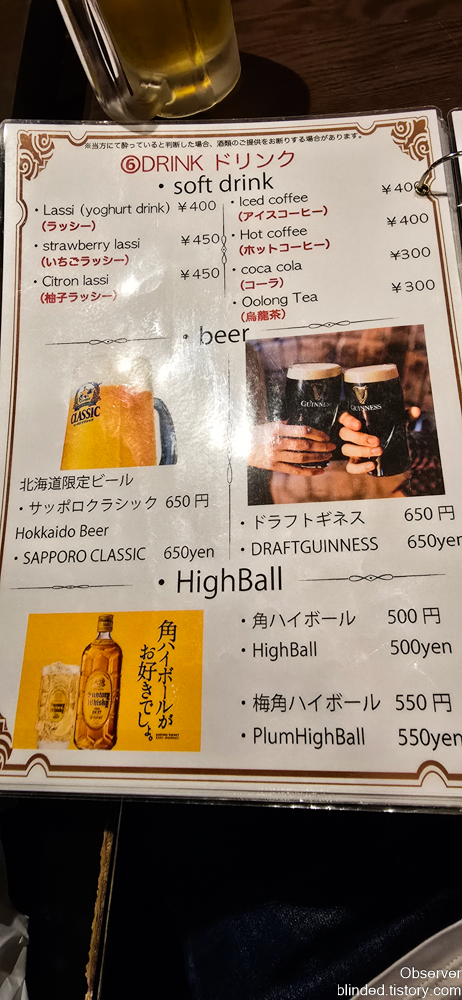 ※当方にて酔っていると判断した場合、酒類のご提供をお断りする場合があります。
⑥DRINK ドリンク
・soft drink
・Lassi (yoghurt drink) ¥400
(ラッシー)
・strawberry lassi ¥450
(いちごラッシー)
・Citron lassi ¥450
(柚子ラッシー)
・Iced coffee ¥400
(アイスコーヒー)
・Hot coffee ¥400
(ホットコーヒー)
・coca cola ¥300
(コーラ)
・Oolong Tea ¥300
(烏龍茶)
・beer
CLASSIC
GUINNESS
GUINNESS
北海道限定ビール
・サッポロクラシック 650円
Hokkaido Beer
・SAPPORO CLASSIC 650yen
・ドラフトギネス 650円
・DRAFTGUINNESS 650yen
・HighBall
角ハイボールが
お好きでしょ。
Suntory
Whisky
・角ハイボール 500円
・HighBall 500yen
・梅角ハイボール 550円
・PlumHighBall 550yen
Observer
blinded.tistory.com